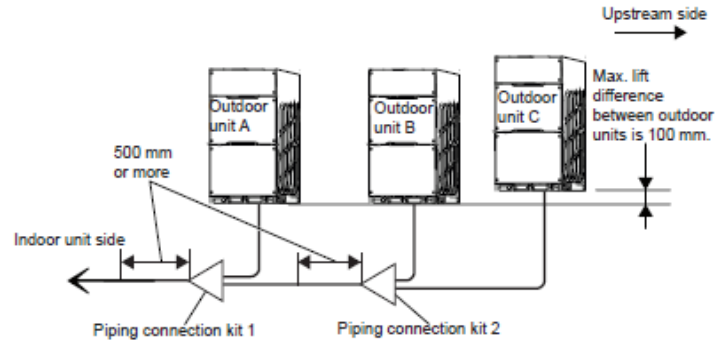 Upstream side
Max. lift
difference
between outdoor
units is 100 mm.
Outdoor
unit A
Outdoor
unit B
Outdoor
unit C
500 mm
or more
Indoor unit side
Piping connection kit 1
Piping connection kit 2